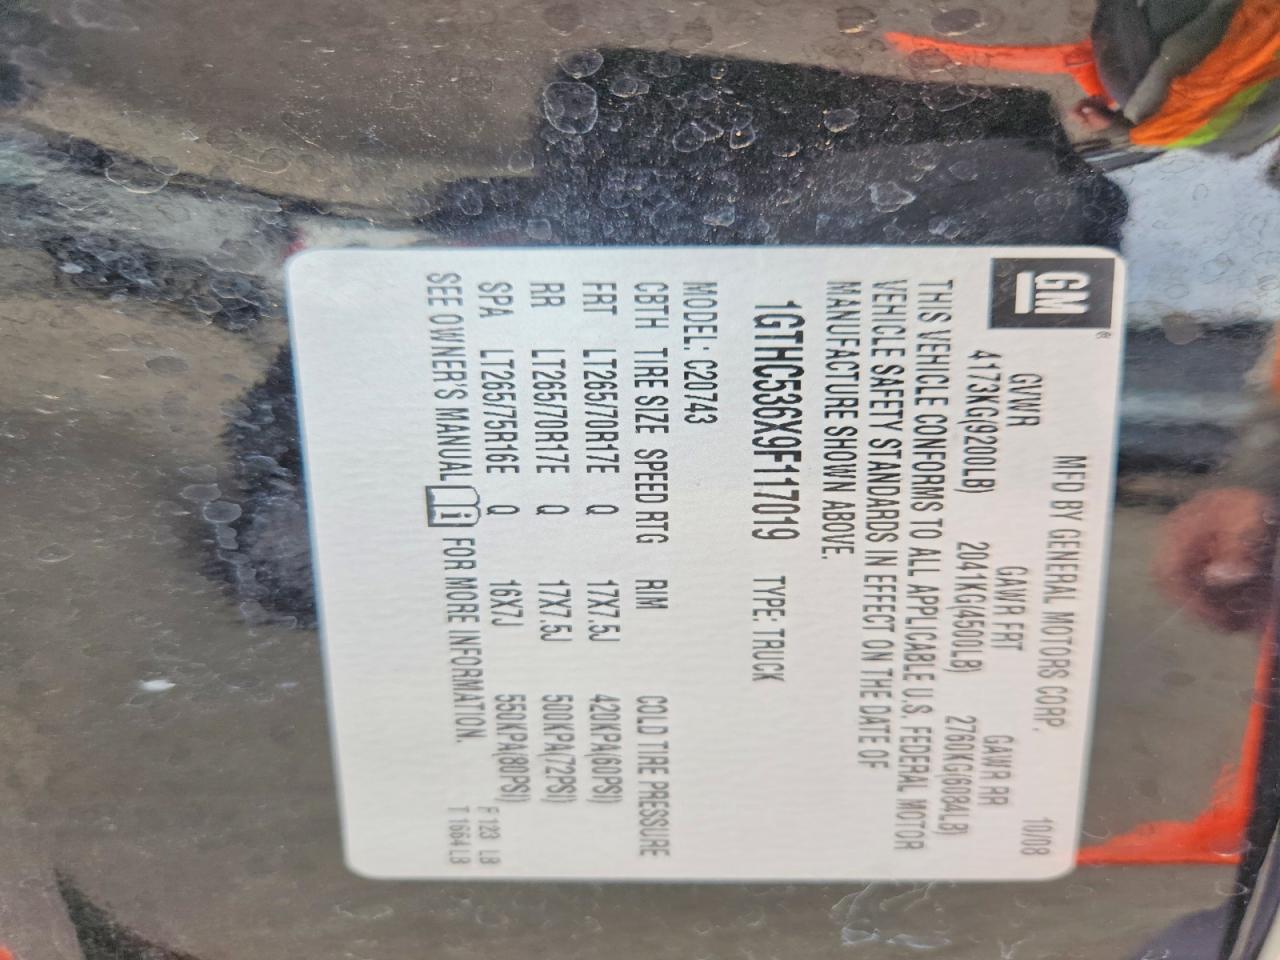 GM® MFD BY GENERAL MOTORS CORP. 10/08
GVWR GAWR FRT GAWR RR
4173KG(9200LB) 2041KG(4500LB) 2760KG(6084LB)
THIS VEHICLE CONFORMS TO ALL APPLICABLE U.S. FEDERAL MOTOR
VEHICLE SAFETY STANDARDS IN EFFECT ON THE DATE OF
MANUFACTURE SHOWN ABOVE.
1GTHC536X9F117019 TYPE: TRUCK
MODEL: C20743
CBTH TIRE SIZE SPEED RTG RIM COLD TIRE PRESSURE
FRT LT265/70R17E Q 17X7.5J 420KPA(60PSI)
RR LT265/70R17E Q 17X7.5J 500KPA(72PSI)
SPA LT265/75R16E Q 16X7J 550KPA(80PSI)
SEE OWNER'S MANUAL i FOR MORE INFORMATION.
F 123 LB
T 1664LB